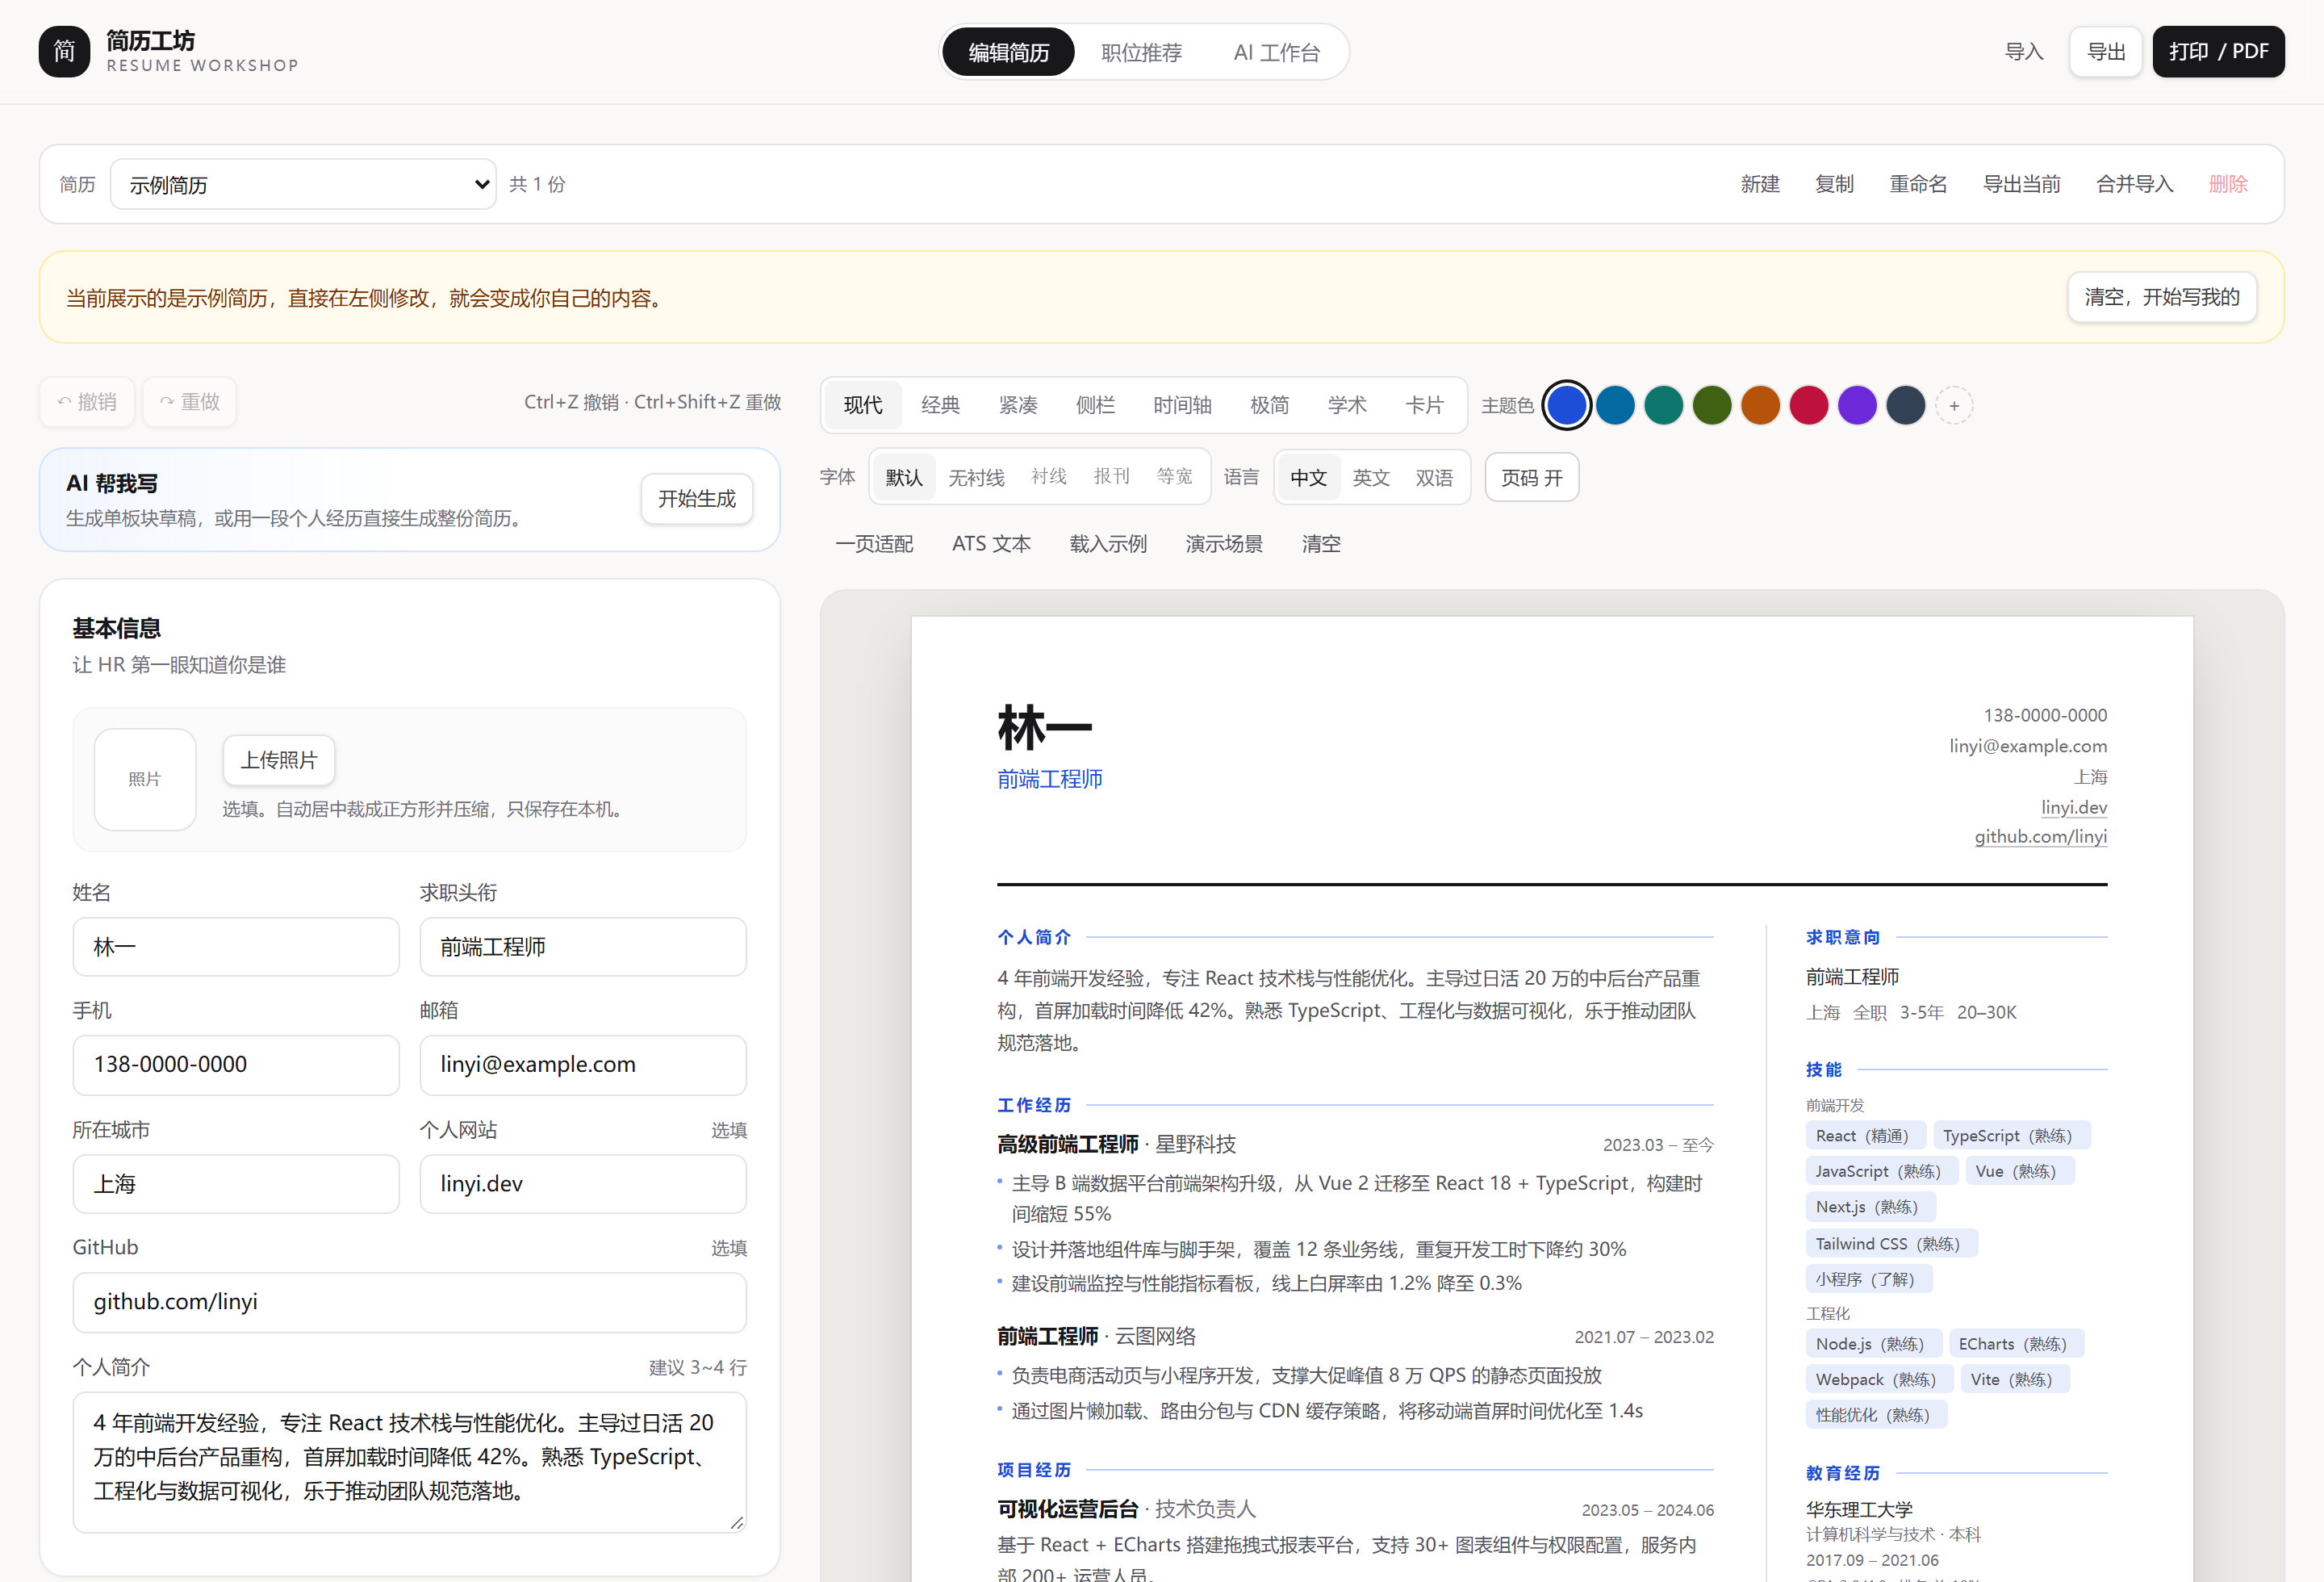 简
简历工坊
RESUME WORKSHOP
编辑简历
职位推荐
AI 工作台
导入
导出
打印 / PDF
简历
示例简历
共 1 份
新建
复制
重命名
导出当前
合并导入
删除
当前展示的是示例简历，直接在左侧修改，就会变成你自己的内容。
清空，开始写我的
撤销
重做
Ctrl+Z 撤销 · Ctrl+Shift+Z 重做
AI 帮我写
生成单板块草稿，或用一段个人经历直接生成整份简历。
开始生成
基本信息
让 HR 第一眼知道你是谁
照片
上传照片
选填。自动居中裁成正方形并压缩，只保存在本机。
姓名
求职头衔
林一
前端工程师
手机
邮箱
138-0000-0000
linyi@example.com
所在城市
个人网站
选填
上海
linyi.dev
GitHub
选填
github.com/linyi
个人简介
建议 3~4 行
4 年前端开发经验，专注 React 技术栈与性能优化。主导过日活 20
万的中后台产品重构，首屏加载时间降低 42%。熟悉 TypeScript、
工程化与数据可视化，乐于推动团队规范落地。
现代
经典
紧凑
侧栏
时间轴
极简
学术
卡片
主题色
+
字体
默认
无衬线
衬线
报刊
等宽
语言
中文
英文
双语
页码 开
一页适配
ATS 文本
载入示例
演示场景
清空
林一
前端工程师
138-0000-0000
linyi@example.com
上海
linyi.dev
github.com/linyi
个人简介
4 年前端开发经验，专注 React 技术栈与性能优化。主导过日活 20 万的中后台产品重
构，首屏加载时间降低 42%。熟悉 TypeScript、工程化与数据可视化，乐于推动团队
规范落地。
工作经历
高级前端工程师 · 星野科技
2023.03 – 至今
主导 B 端数据平台前端架构升级，从 Vue 2 迁移至 React 18 + TypeScript，构建时
间缩短 55%
设计并落地组件库与脚手架，覆盖 12 条业务线，重复开发工时下降约 30%
建设前端监控与性能指标看板，线上白屏率由 1.2% 降至 0.3%
前端工程师 · 云图网络
2021.07 – 2023.02
负责电商活动页与小程序开发，支撑大促峰值 8 万 QPS 的静态页面投放
通过图片懒加载、路由分包与 CDN 缓存策略，将移动端首屏时间优化至 1.4s
项目经历
可视化运营后台 · 技术负责人
2023.05 – 2024.06
基于 React + ECharts 搭建拖拽式报表平台，支持 30+ 图表组件与权限配置，服务内
部 200+ 运营人员。
求职意向
前端工程师
上海 全职 3-5年 20–30K
技能
前端开发
React（精通）
TypeScript（熟练）
JavaScript（熟练）
Vue（熟练）
Next.js（熟练）
Tailwind CSS（熟练）
小程序（了解）
工程化
Node.js（熟练）
ECharts（熟练）
Webpack（熟练）
Vite（熟练）
性能优化（熟练）
教育经历
华东理工大学
计算机科学与技术 · 本科
2017.09 – 2021.06